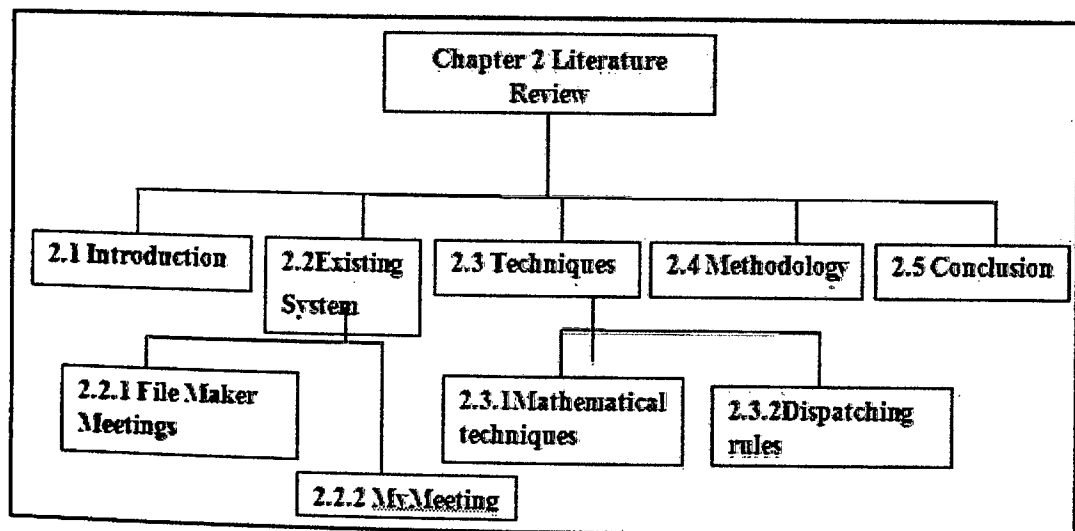 Chapter 2 Literature
Review
2.1 Introduction
2.2Existing
System
2.3 Techniques
2.4 Methodology
2.5 Conclusion
2.2.1 File Maker
Meetings
2.2.2 MyMeeting
2.3.1Mathematical
techniques
2.3.2Dispatching
rules